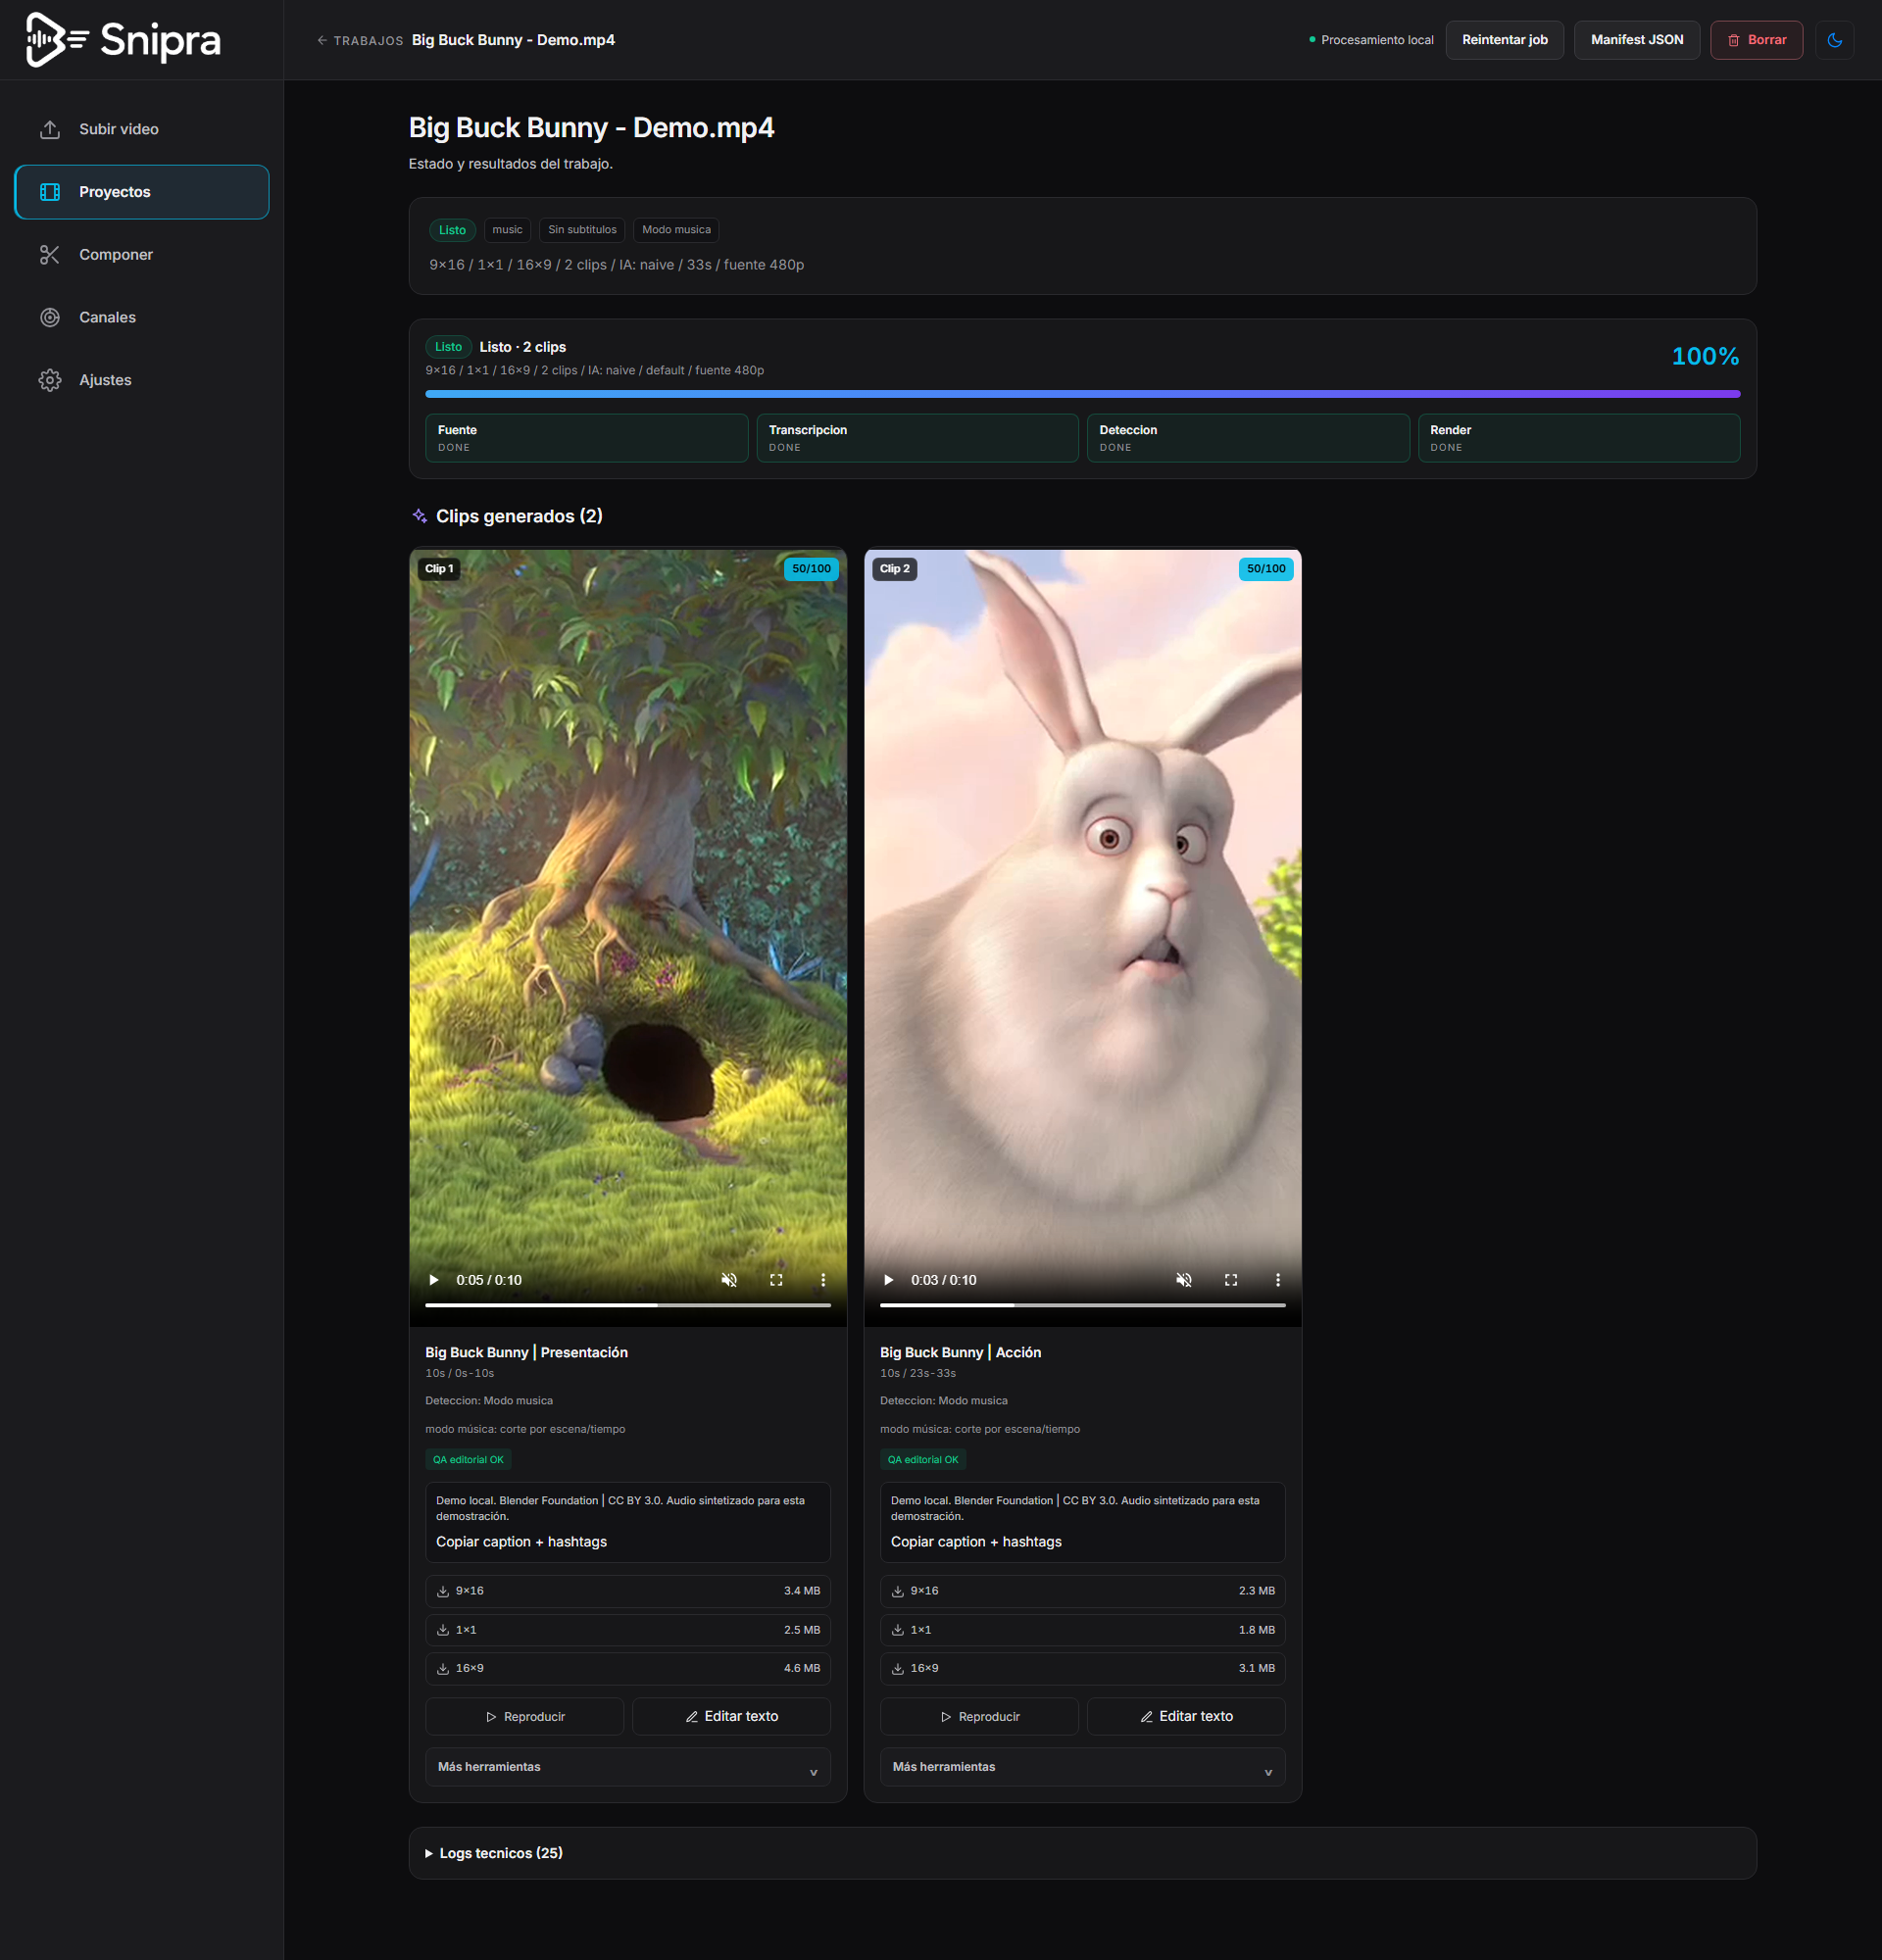 Snipra
← TRABAJOS Big Buck Bunny - Demo.mp4
Procesamiento local
Reintentar job
Manifest JSON
Borrar
Subir video
Proyectos
Componer
Canales
Ajustes
Big Buck Bunny - Demo.mp4
Estado y resultados del trabajo.
Listo music Sin subtitulos Modo musica
9×16 / 1×1 / 16×9 / 2 clips / IA: naive / 33s / fuente 480p
Listo Listo · 2 clips
9×16 / 1×1 / 16×9 / 2 clips / IA: naive / default / fuente 480p
100%
Fuente
DONE
Transcripcion
DONE
Deteccion
DONE
Render
DONE
Clips generados (2)
Clip 1
50/100
0:05 / 0:10
Big Buck Bunny | Presentación
10s / 0s-10s
Deteccion: Modo musica
modo música: corte por escena/tiempo
QA editorial OK
Demo local. Blender Foundation | CC BY 3.0. Audio sintetizado para esta
demostración.
Copiar caption + hashtags
9×16 3.4 MB
1×1 2.5 MB
16×9 4.6 MB
Reproducir
Editar texto
Más herramientas v
Clip 2
50/100
0:03 / 0:10
Big Buck Bunny | Acción
10s / 23s-33s
Deteccion: Modo musica
modo música: corte por escena/tiempo
QA editorial OK
Demo local. Blender Foundation | CC BY 3.0. Audio sintetizado para esta
demostración.
Copiar caption + hashtags
9×16 2.3 MB
1×1 1.8 MB
16×9 3.1 MB
Reproducir
Editar texto
Más herramientas v
Logs tecnicos (25)